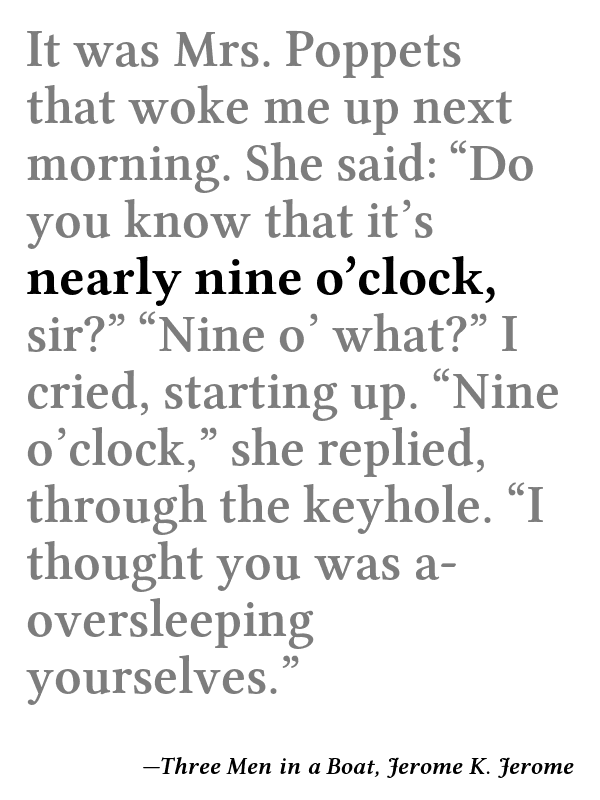 It was Mrs. Poppets
that woke me up next
morning. She said: “Do
you know that it’s
nearly nine o’clock,
sir?” “Nine o’ what?” I
cried, starting up. “Nine
o’clock,” she replied,
through the keyhole. “I
thought you was a-
oversleeping
yourselves.”
—Three Men in a Boat, Jerome K. Jerome